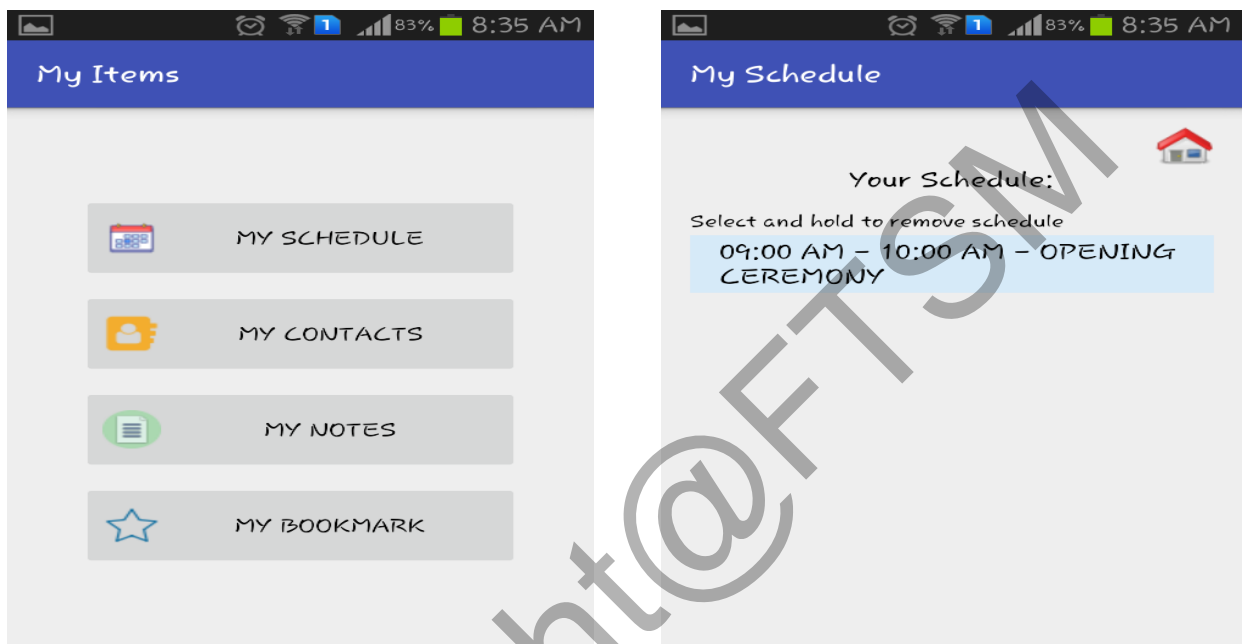 1 83% 8:35 AM
My Items
MY SCHEDULE
MY CONTACTS
MY NOTES
MY BOOKMARK
1 83% 8:35 AM
My Schedule
Your Schedule:
Select and hold to remove schedule
09:00 AM – 10:00 AM – OPENING
CEREMONY
ht@FTSM